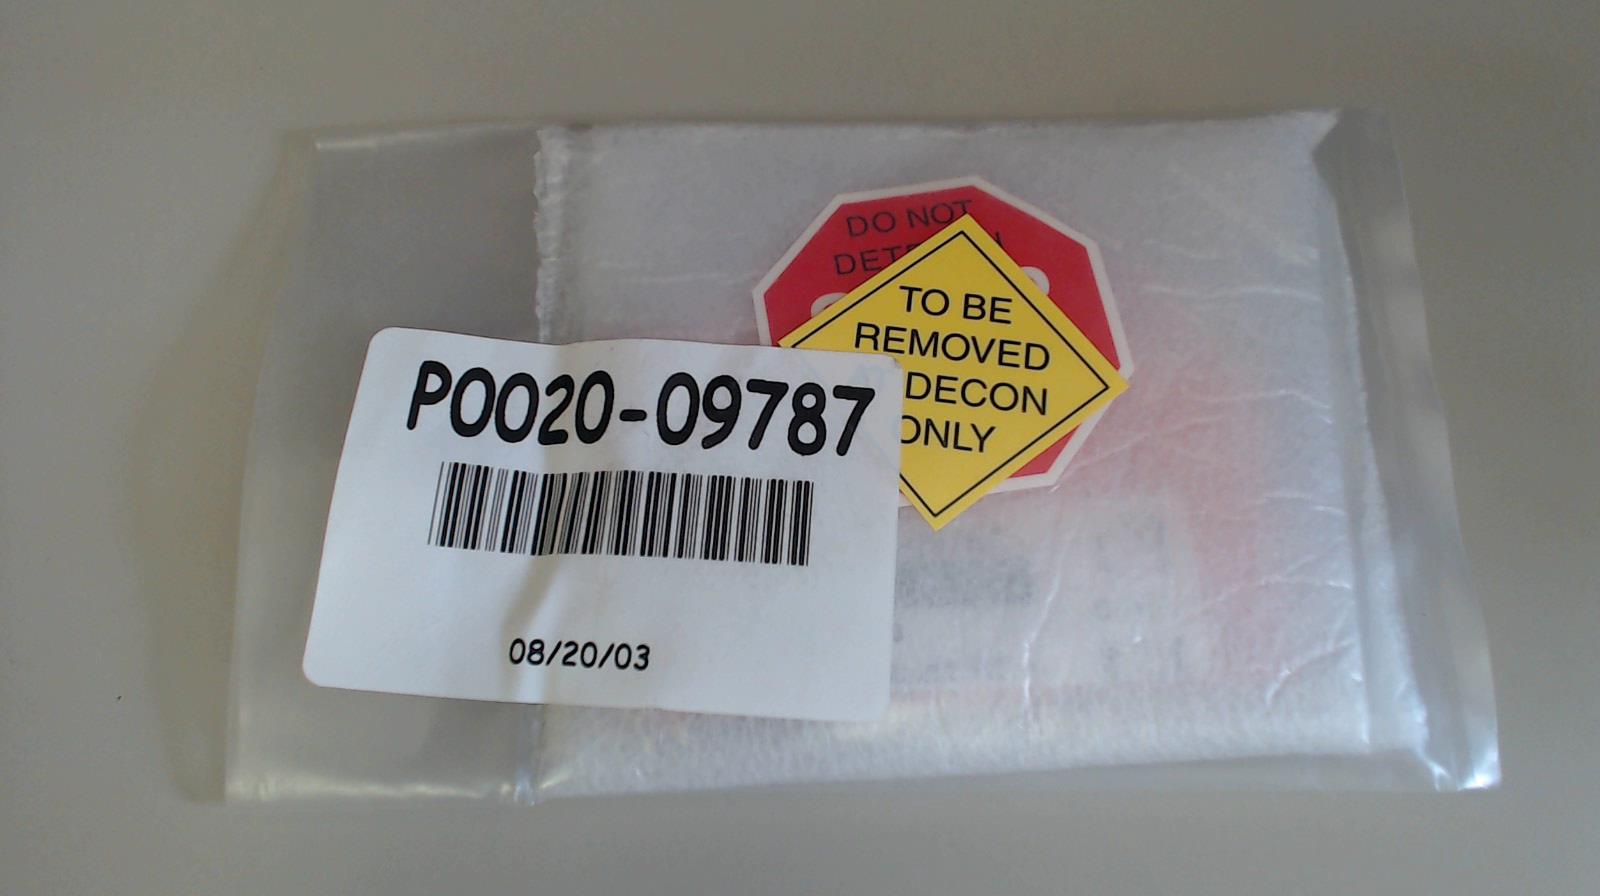 DO NOT
TO BE
REMOVED
DECON
ONLY
P0020-09787
08/20/03